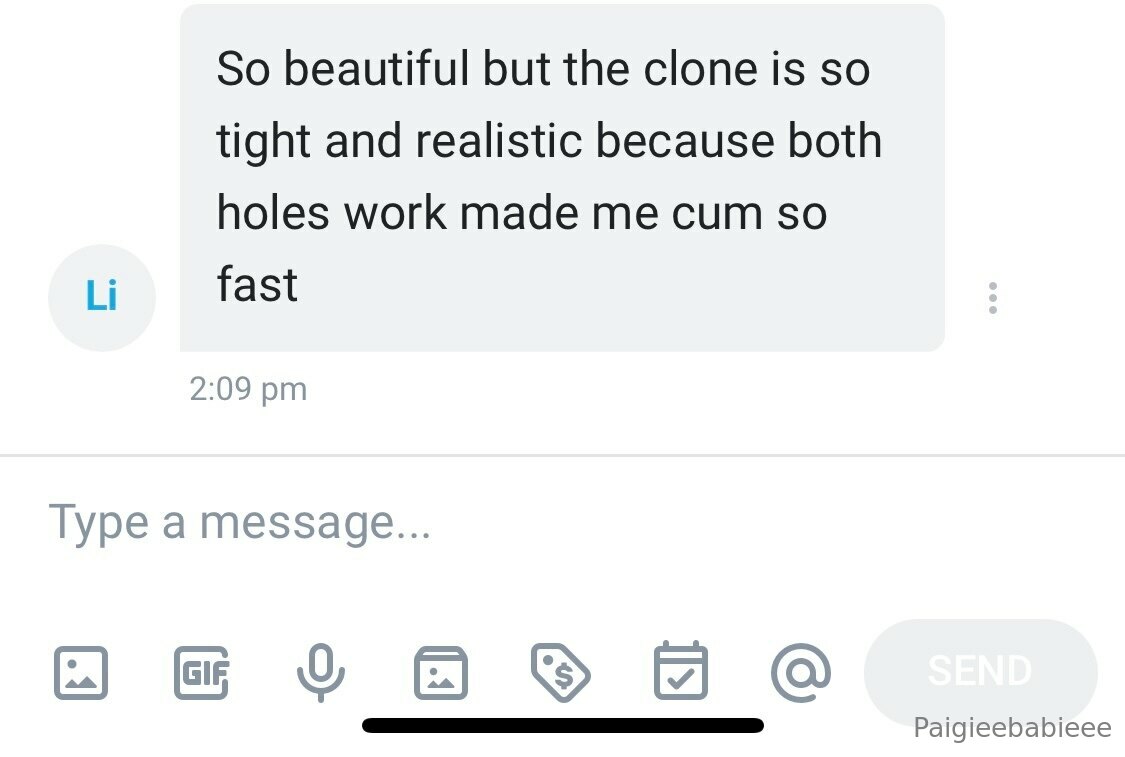 So beautiful but the clone is so
tight and realistic because both
holes work made me cum so
fast
Li
2:09 pm
Type a message...
GIF
$
@
SEND
Paigieebabieee